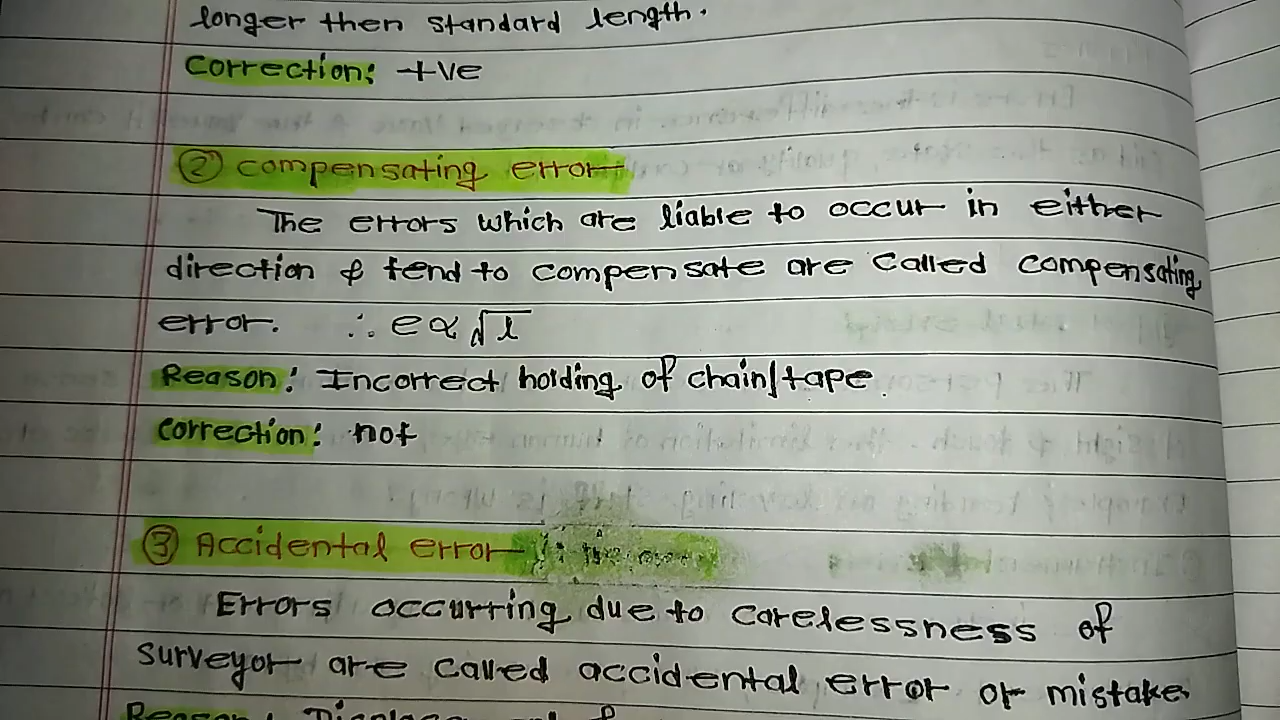 longer then standard length.
Correction: +ve
② Compensating error
The errors which are liable to occur in either
direction & tend to compensate are called compensating
error. ∴ e ∝ √L
Reason: Incorrect holding of chain/tape.
Correction: not
③ Accidental error
Errors occurring due to carelessness of
surveyor are called accidental error or mistake.
Reason: